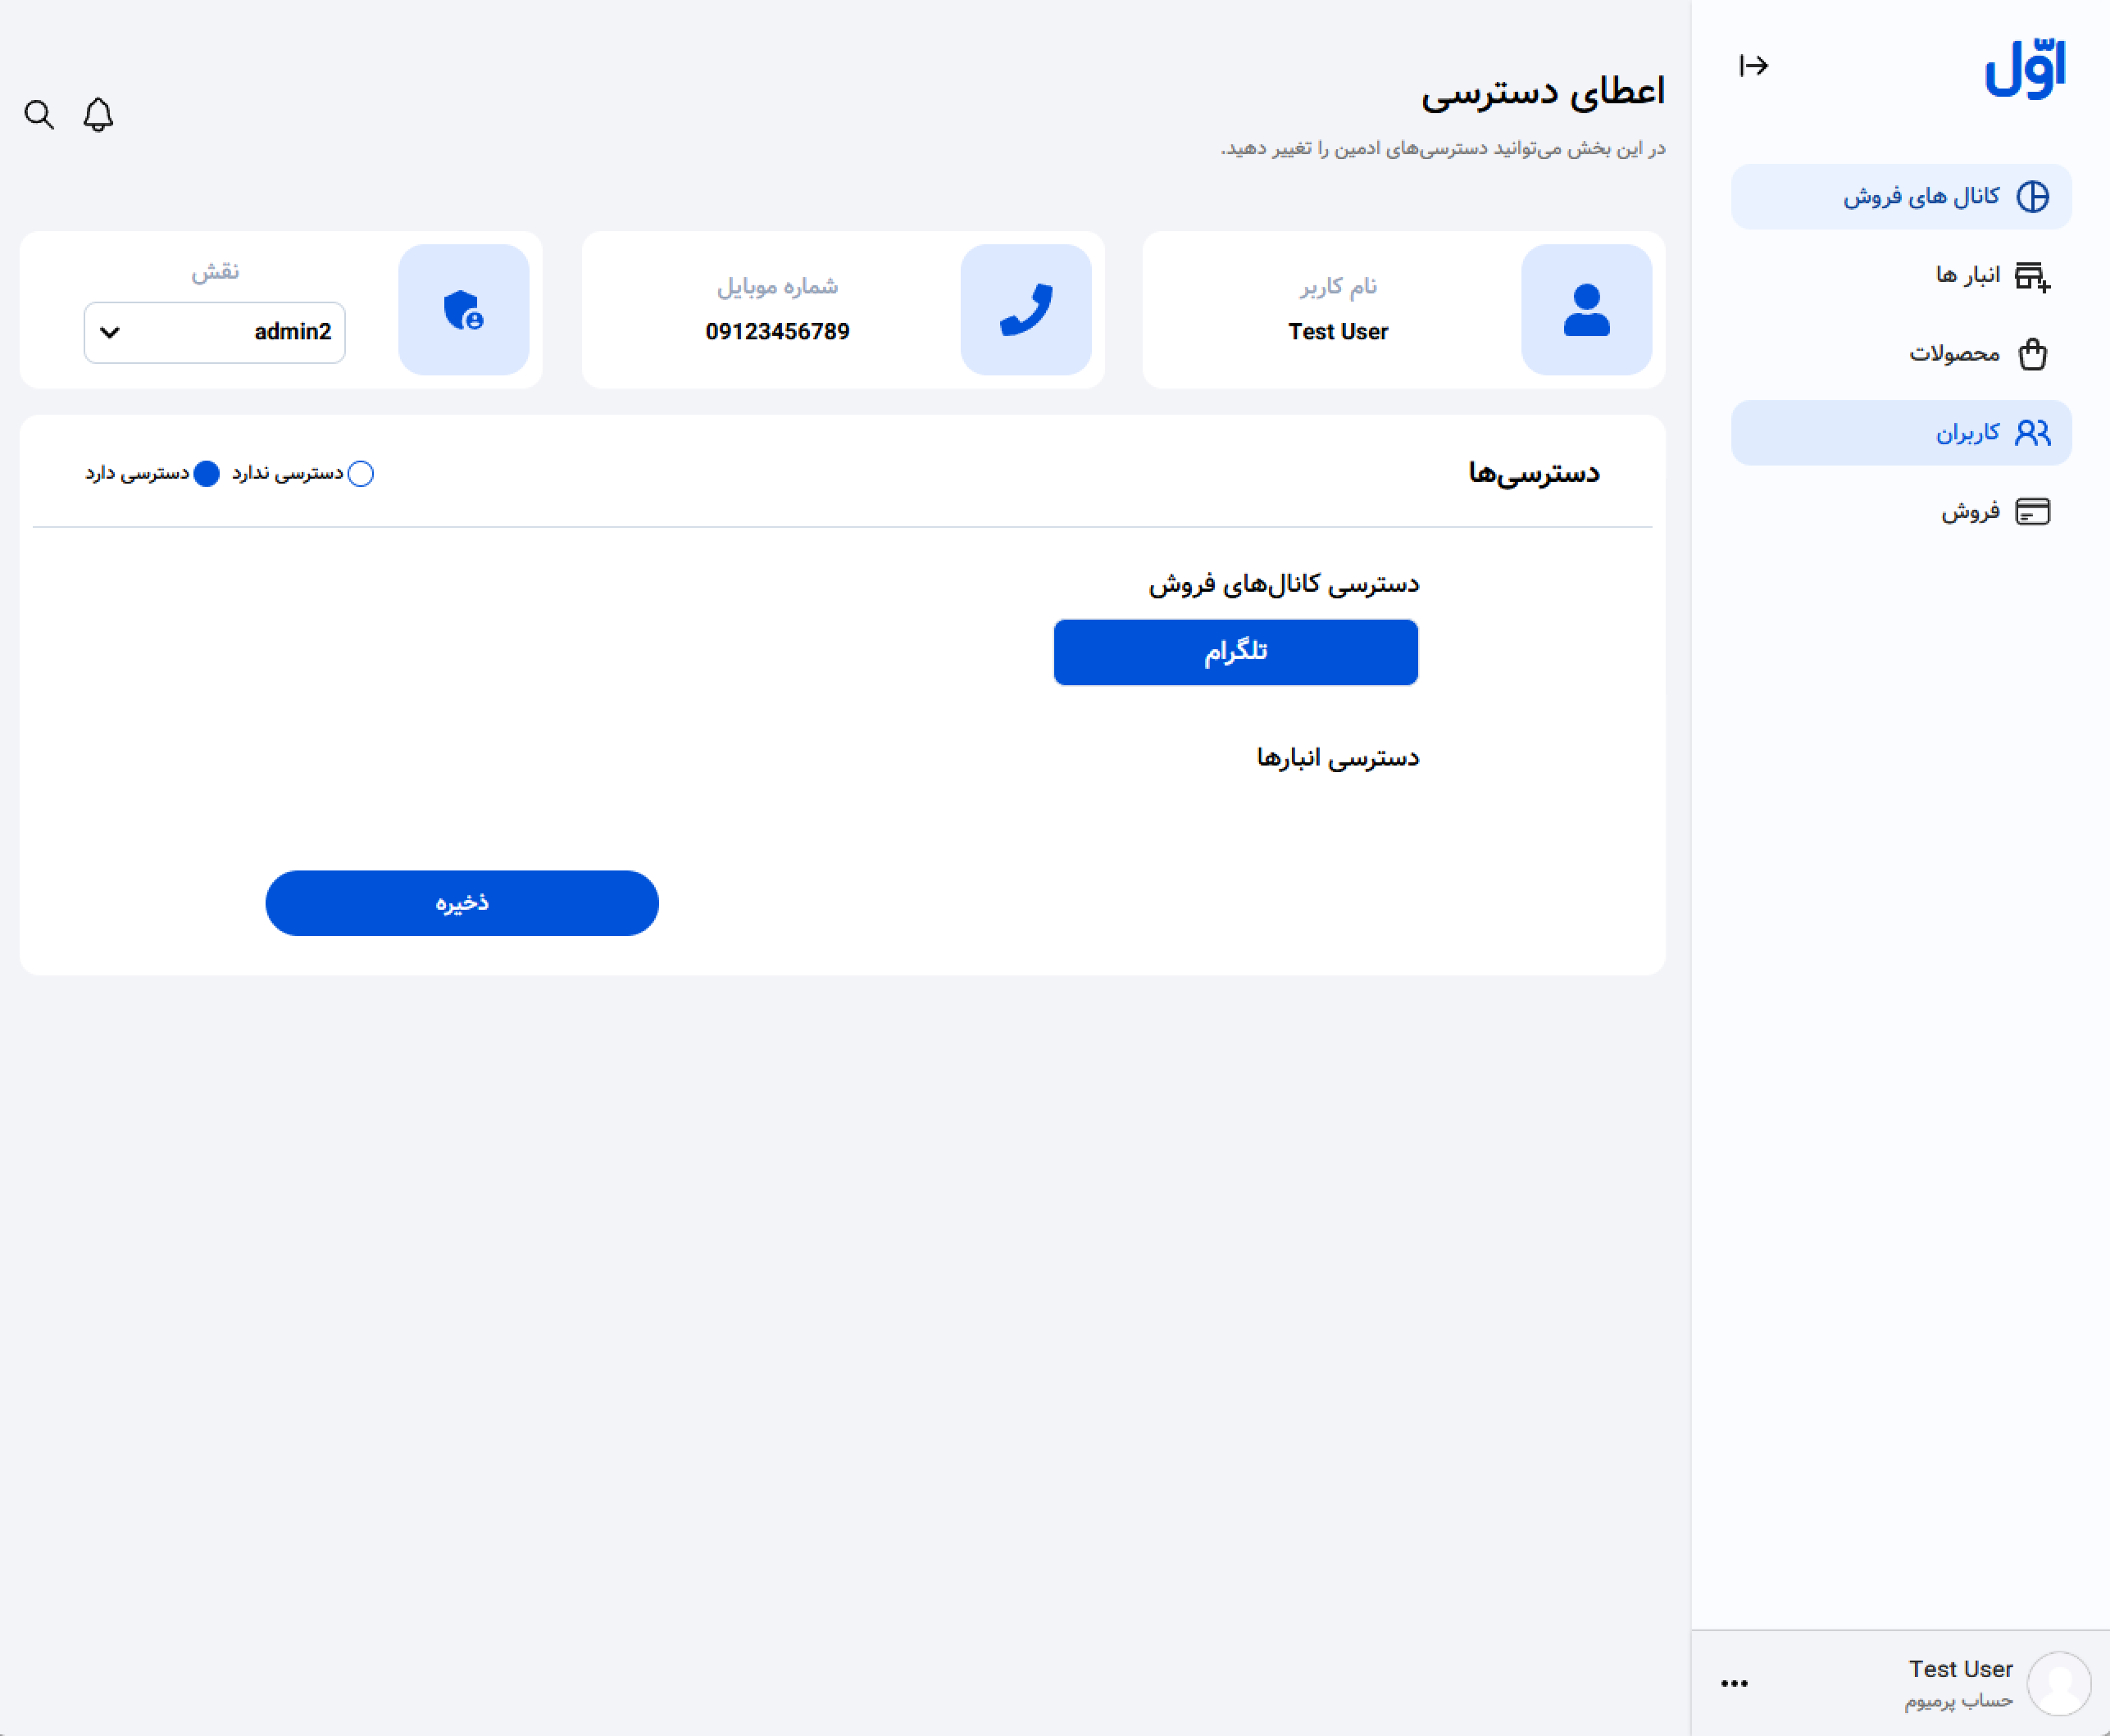 اوّل
کانال های فروش
انبار ها
محصولات
کاربران
فروش
Test User
حساب پرمیوم
اعطای دسترسی
در این بخش می‌توانید دسترسی‌های ادمین را تغییر دهید.
نام کاربر
Test User
شماره موبایل
09123456789
نقش
admin2
دسترسی‌ها
دسترسی ندارد
دسترسی دارد
دسترسی کانال‌های فروش
تلگرام
دسترسی انبارها
ذخیره